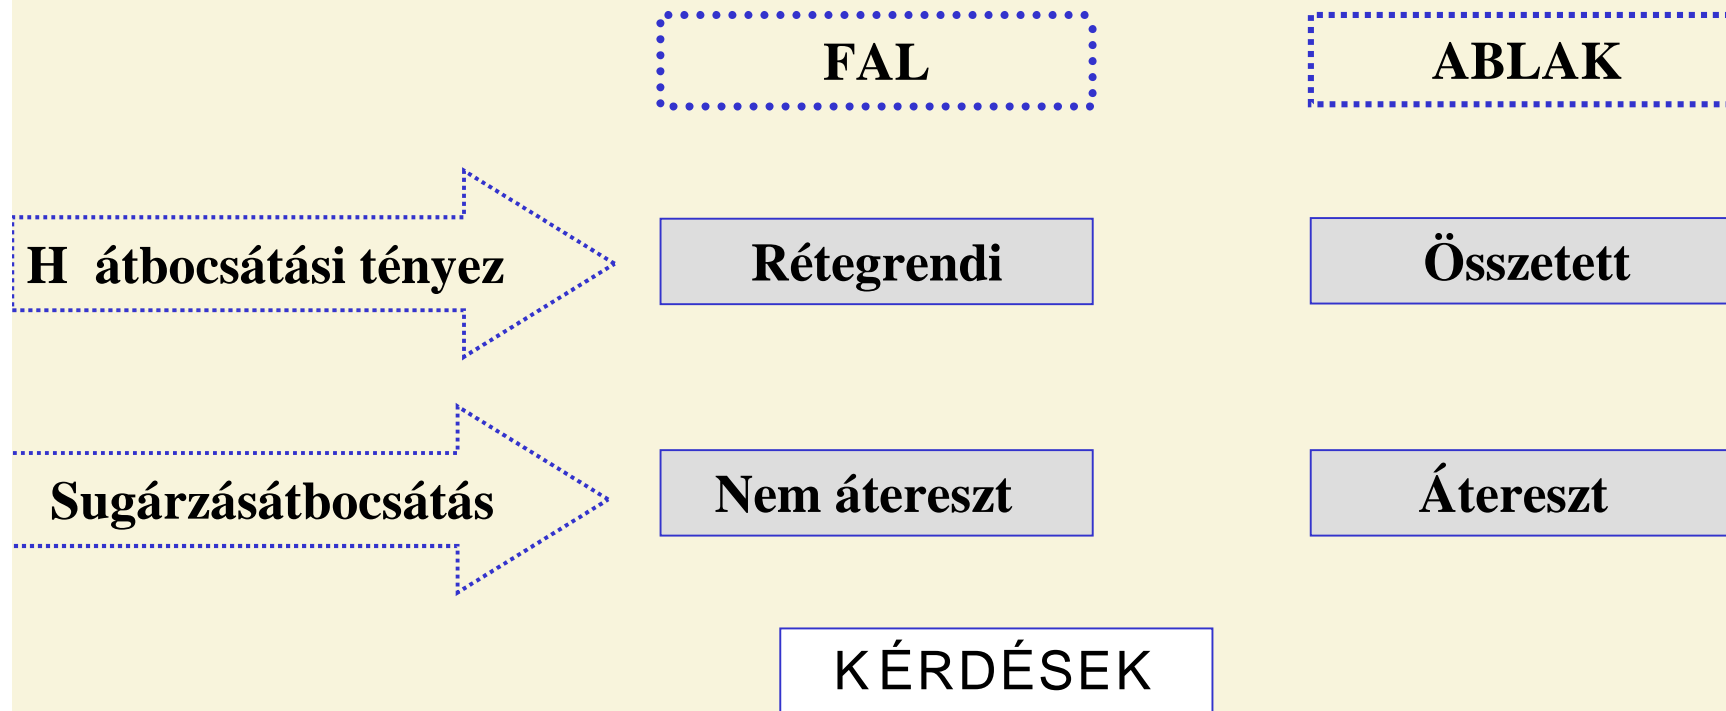 FAL ABLAK
H átbocsátási tényez Rétegrendi Összetett
Sugárzásátbocsátás Nem átereszt Átereszt
KÉRDÉSEK